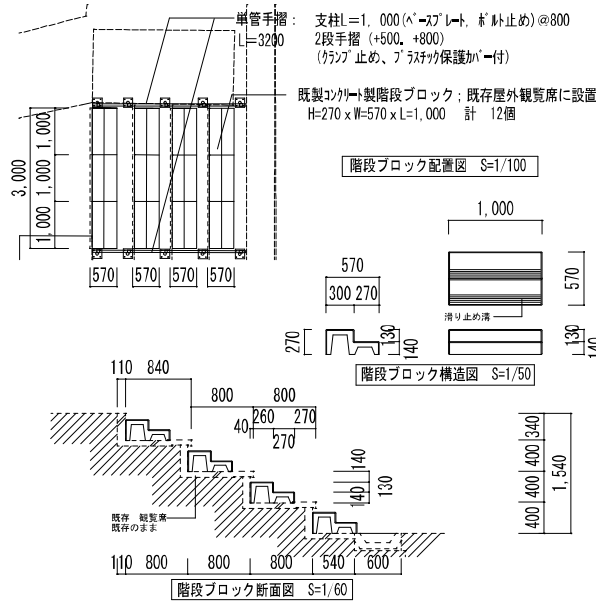 単管手摺： 支柱L=1，000(ﾍﾞｰｽﾌﾟﾚｰﾄ，ﾎﾞﾙﾄ止め)@800
L=3200 2段手摺 (+500．+800)
(ｸﾗﾝﾌﾟ止め、ﾌﾟﾗｽﾁｯｸ保護ｶﾊﾞｰ付)
既製ｺﾝｸﾘｰﾄ製階段ブロック；既存屋外観覧席に設置
H=270 x W=570 x L=1,000 計 12個
階段ブロック配置図 S=1/100
3,000
1,000
1,000
1,000
570 570 570 570
1,000
570
滑り止め溝
130
140
570
300 270
270
130
140
階段ブロック構造図 S=1/50
110 840
800 800
40 260 270
270
140
130
140
340
400
400
400
1,540
既存 観覧席
既存のまま
110 800 800 800 540 600
階段ブロック断面図 S=1/60